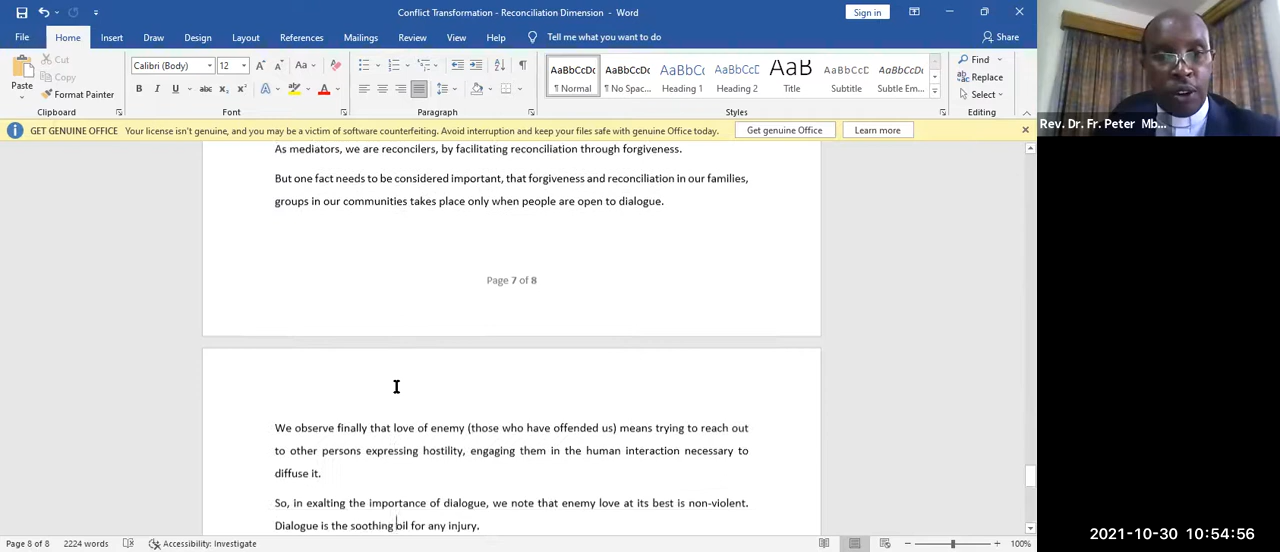 Conflict Transformation - Reconciliation Dimension - Word
Sign in
File Home Insert Draw Design Layout References Mailings Review View Help Tell me what you want to do Share
Paste
Cut
Copy
Format Painter
Clipboard
Calibri (Body) 12
Font
Paragraph
AaBbCcDc AaBbCcDc AaBbCcD AaBbCcD AaB AaBbCcD AaBbCcD
¶ Normal ¶ No Spac... Heading 1 Heading 2 Title Subtitle Subtle Em...
Styles
Find
Replace
Select
Editing
GET GENUINE OFFICE Your license isn't genuine, and you may be a victim of software counterfeiting. Avoid interruption and keep your files safe with genuine Office today. Get genuine Office Learn more
As mediators, we are reconcilers, by facilitating reconciliation through forgiveness.
But one fact needs to be considered important, that forgiveness and reconciliation in our families,
groups in our communities takes place only when people are open to dialogue.
Page 7 of 8
We observe finally that love of enemy (those who have offended us) means trying to reach out
to other persons expressing hostility, engaging them in the human interaction necessary to
diffuse it.
So, in exalting the importance of dialogue, we note that enemy love at its best is non-violent.
Dialogue is the soothing oil for any injury.
Page 8 of 8 2224 words Accessibility: Investigate 100%
Rev. Dr. Fr. Peter Mb...
2021-10-30 10:54:56